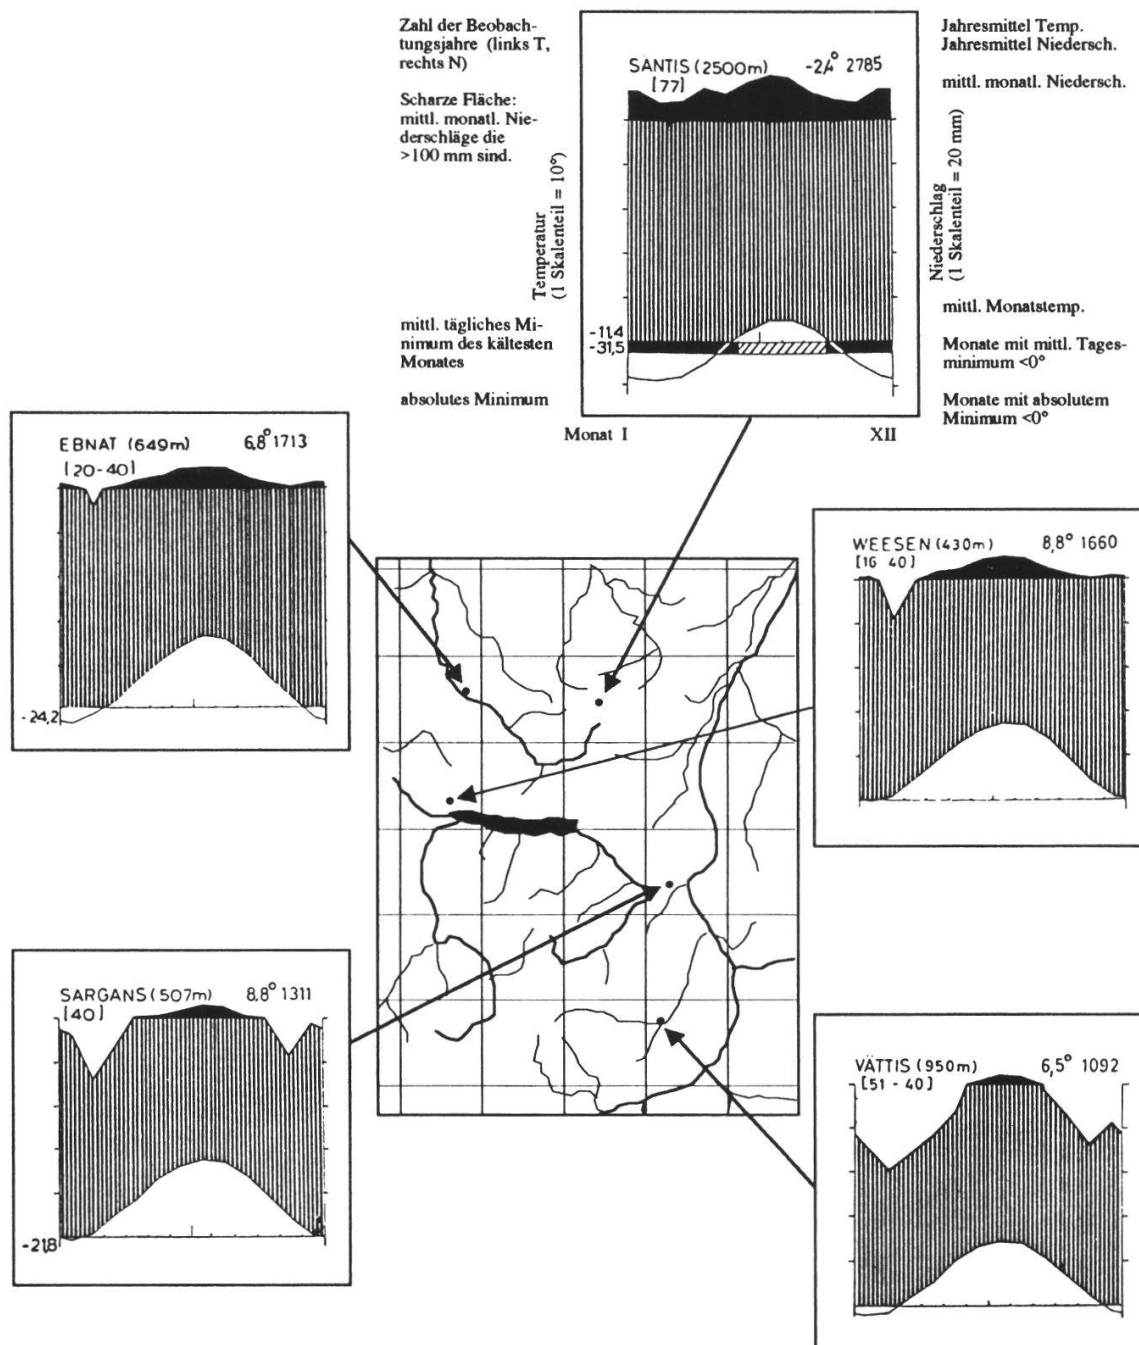 Zahl der Beobach-
tungsjahre (links T,
rechts N)
Scharze Fläche:
mittl. monatl. Nie-
derschläge die
>100 mm sind.
Temperatur
(1 Skalenteil = 10°)
mittl. tägliches Mi-
nimum des kältesten
Monates
absolutes Minimum
SÄNTIS (2500m) -2,4° 2785
[77]
-11,4
-31,5
Monat I XII
Jahresmittel Temp.
Jahresmittel Niedersch.
mittl. monatl. Niedersch.
Niederschlag
(1 Skalenteil = 20 mm)
mittl. Monatstemp.
Monate mit mittl. Tages-
minimum <0°
Monate mit absolutem
Minimum <0°
EBNAT (649m) 6,8° 1713
[20-40]
-24,2
WEESEN (430m) 8,8° 1660
[16 40]
SARGANS (507m) 8,8° 1311
[40]
-21,8
VÄTTIS (950m) 6,5° 1092
[51 - 40]